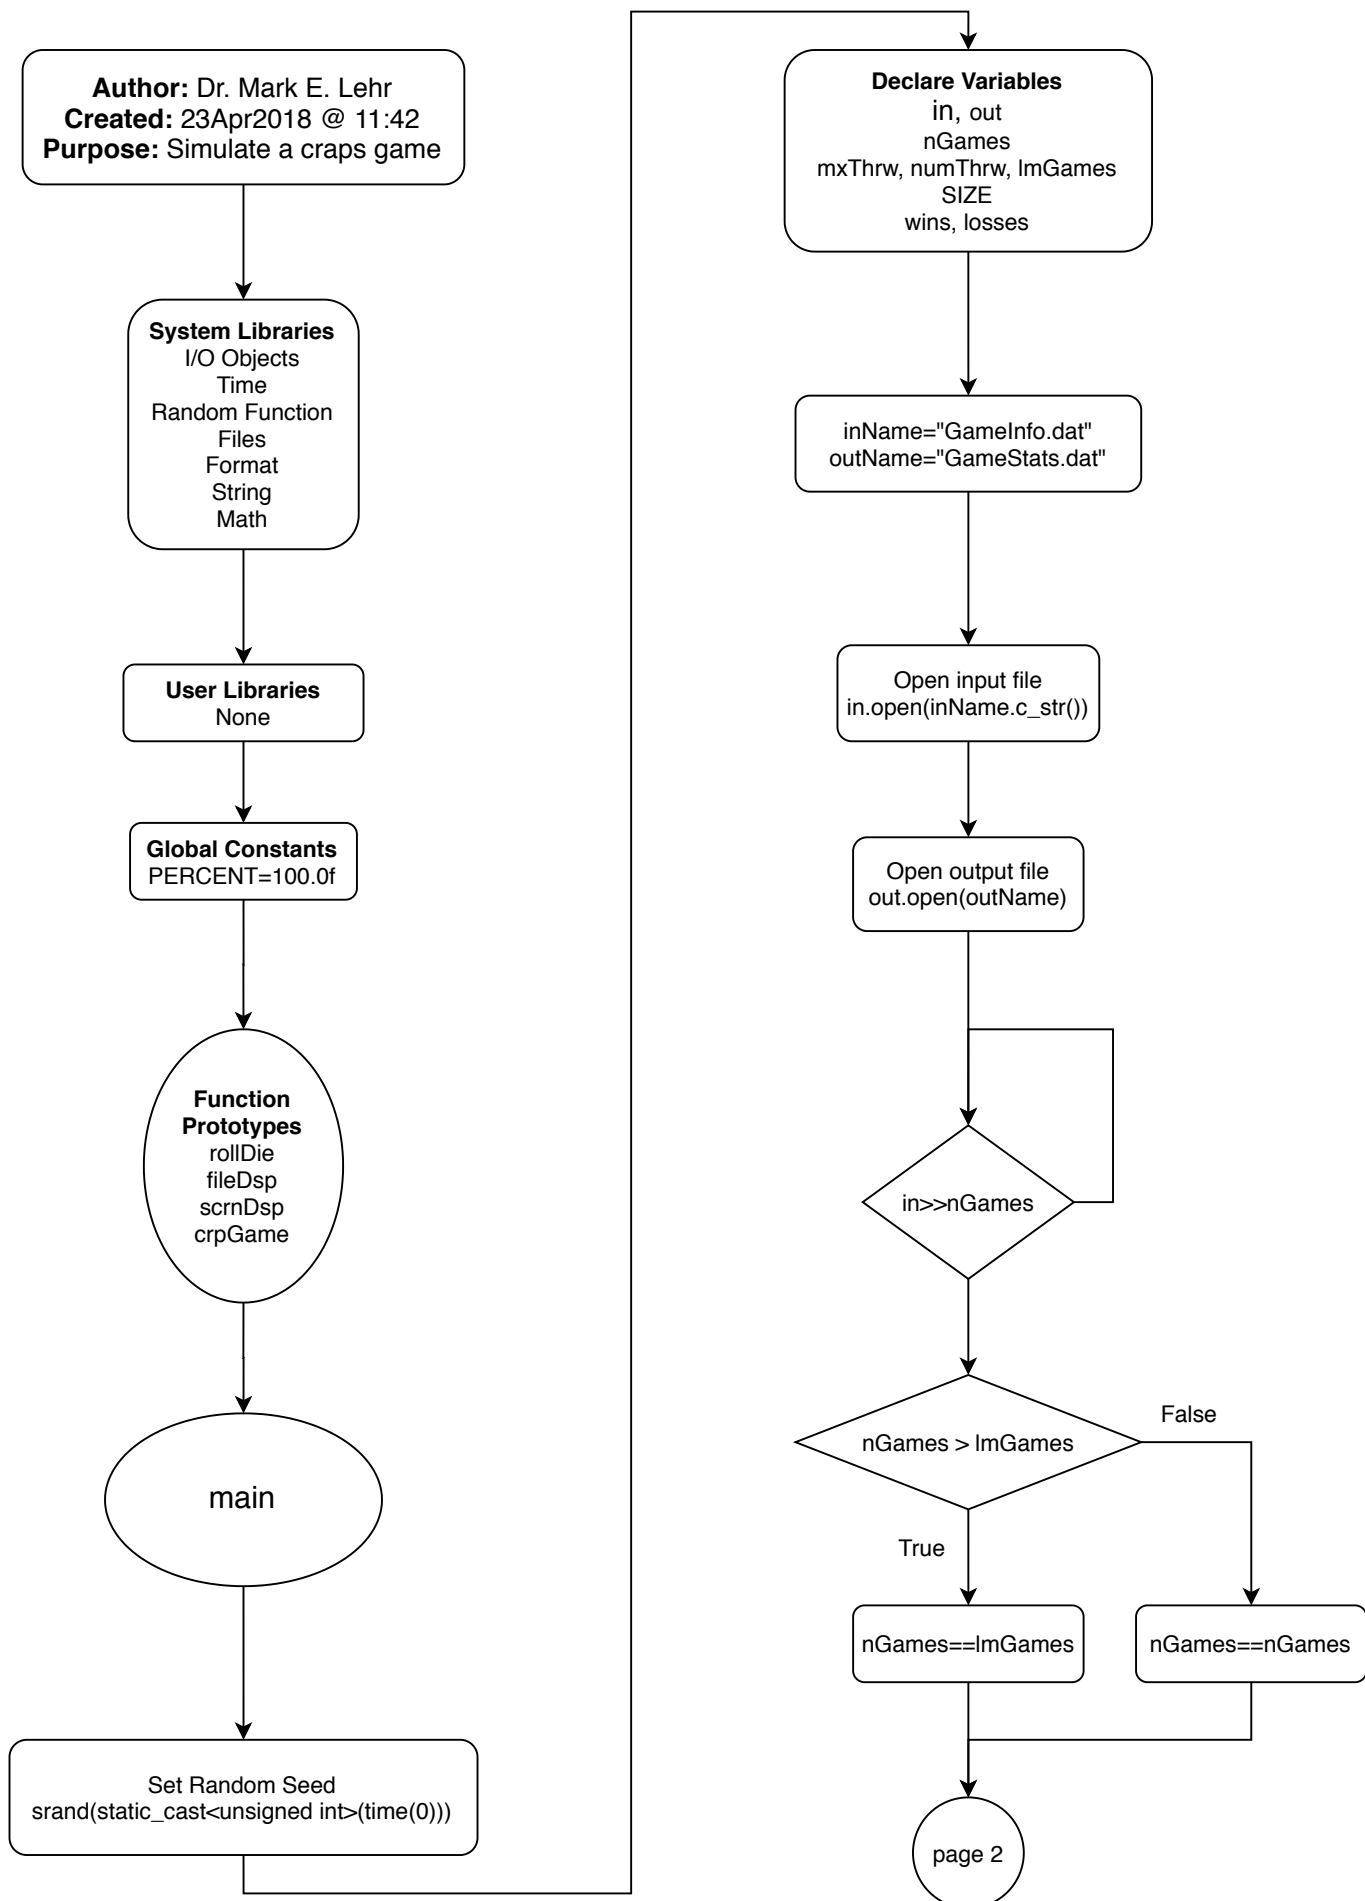 Author: Dr. Mark E. Lehr
Created: 23Apr2018 @ 11:42
Purpose: Simulate a craps game
System Libraries
I/O Objects
Time
Random Function
Files
Format
String
Math
User Libraries
None
Global Constants
PERCENT=100.0f
Function
Prototypes
rollDie
fileDsp
scrnDsp
crpGame
main
Set Random Seed
srand(static_cast<unsigned int>(time(0)))
Declare Variables
in, out
nGames
mxThrw, numThrw, lmGames
SIZE
wins, losses
inName="GameInfo.dat"
outName="GameStats.dat"
Open input file
in.open(inName.c_str())
Open output file
out.open(outName)
in>>nGames
nGames > lmGames
False
True
nGames==lmGames
nGames==nGames
page 2